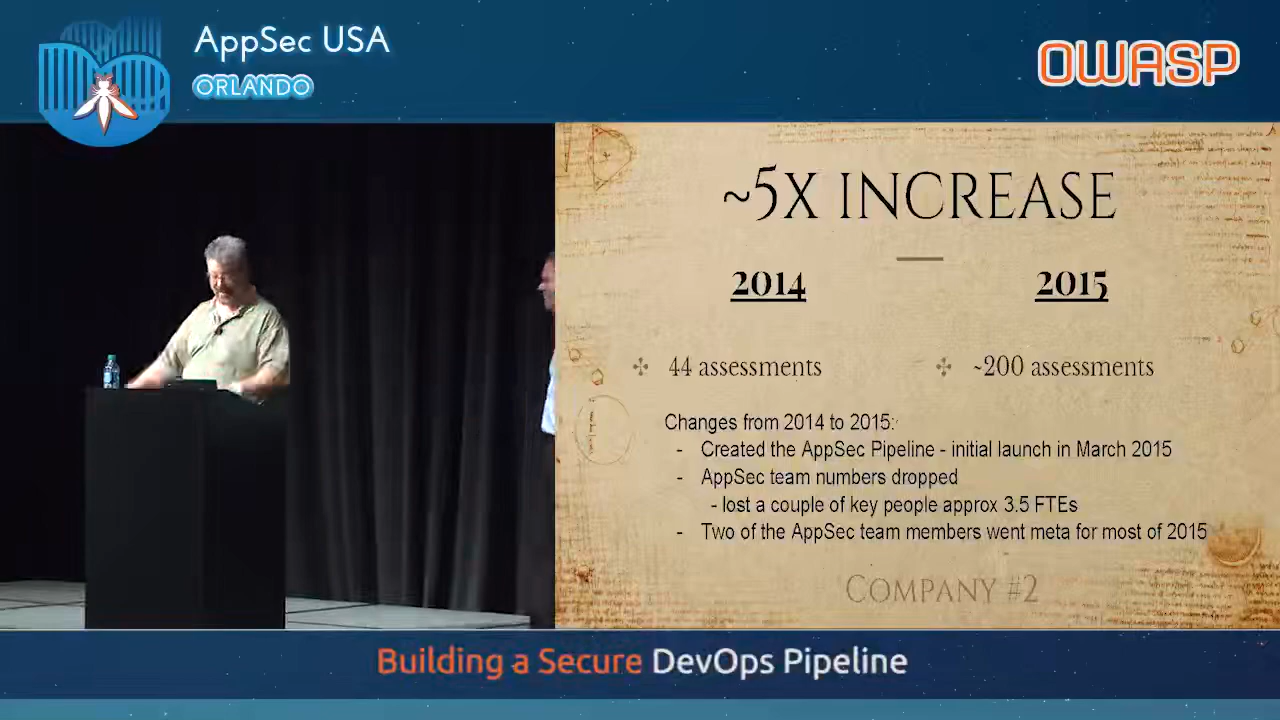 AppSec USA
ORLANDO
OWASP
~5X INCREASE
2014
2015
44 assessments
~200 assessments
Changes from 2014 to 2015:
- Created the AppSec Pipeline - initial launch in March 2015
- AppSec team numbers dropped
- lost a couple of key people approx 3.5 FTEs
- Two of the AppSec team members went meta for most of 2015
COMPANY #2
Building a Secure DevOps Pipeline